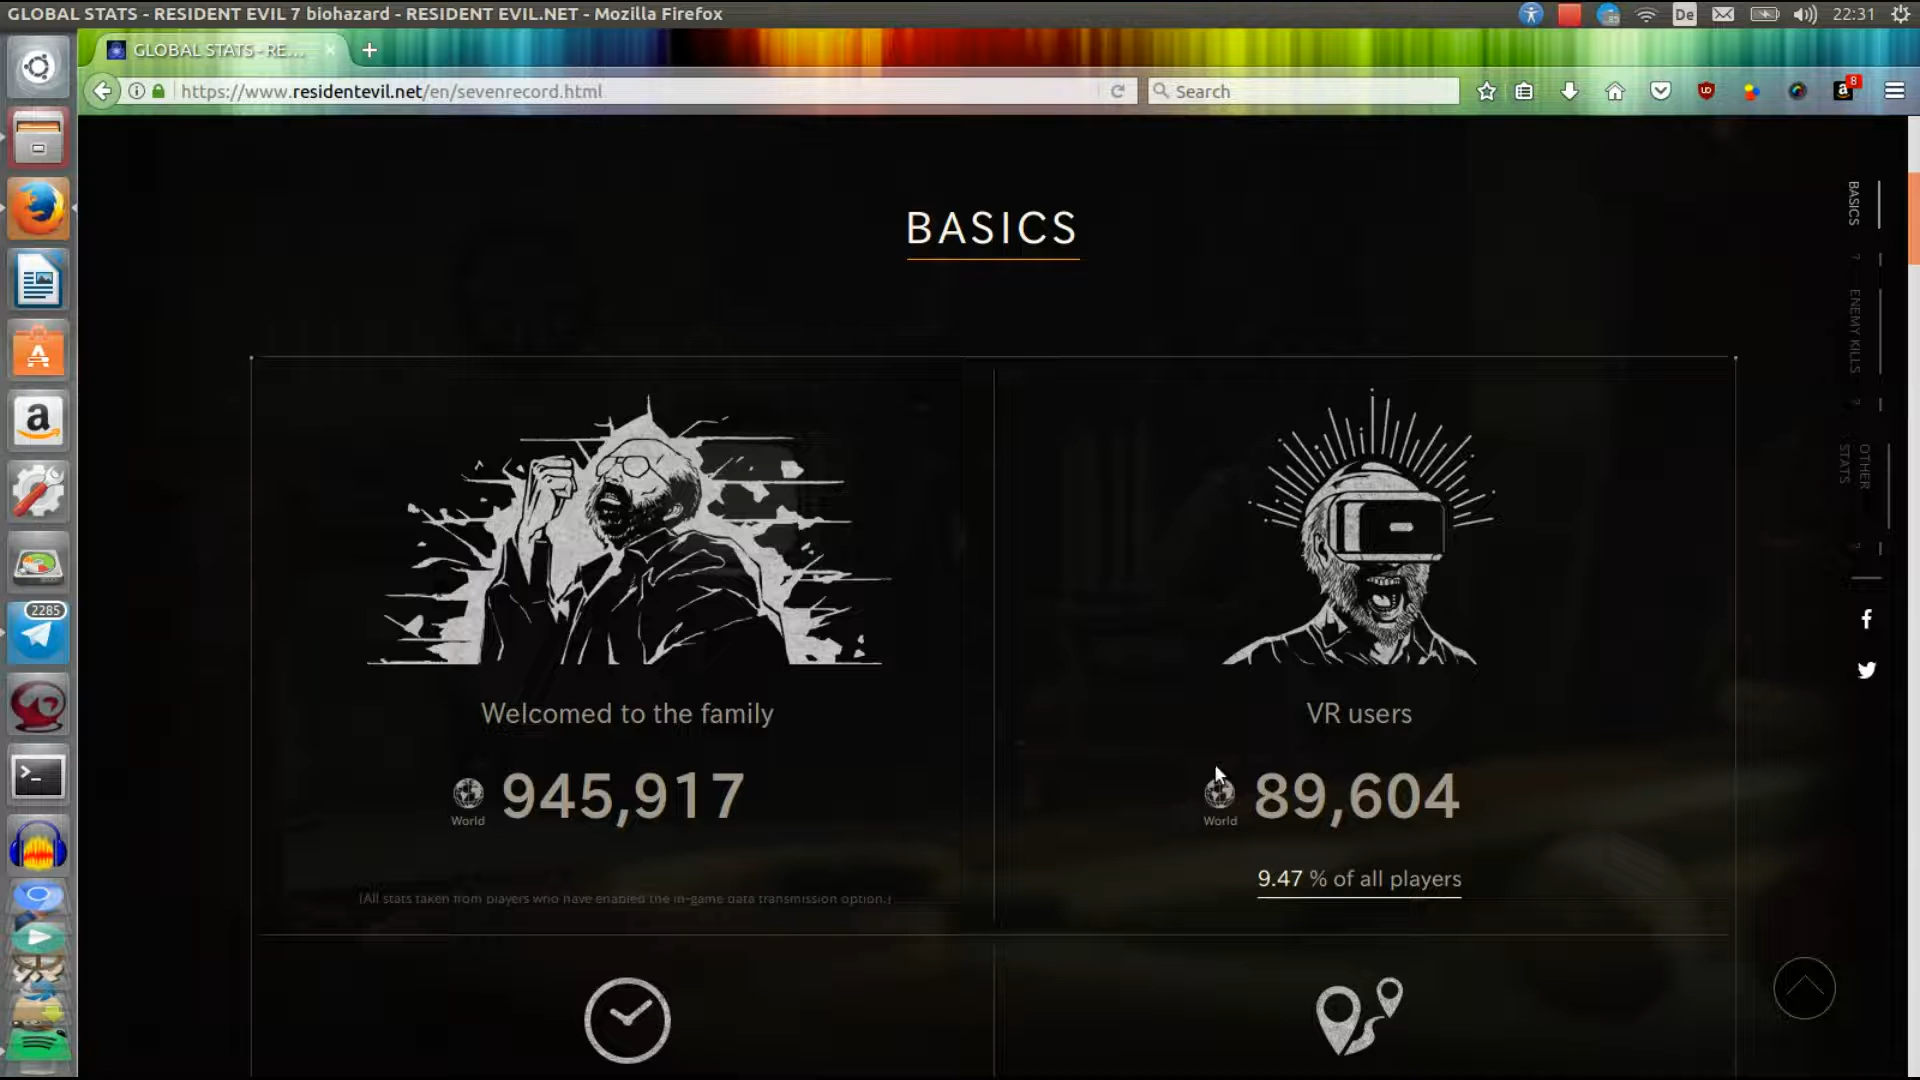 GLOBAL STATS - RESIDENT EVIL 7 biohazard - RESIDENT EVIL.NET - Mozilla Firefox
85
De
22:31
GLOBAL STATS - RE...
https://www.residentevil.net/en/sevenrecord.html
Search
8
BASICS
BASICS
?
ENEMY KILLS
?
OTHER
STATS
?
Welcomed to the family
VR users
World
945,917
World
89,604
9.47 % of all players
[All stats taken from players who have enabled the in-game data transmission option.]
2285